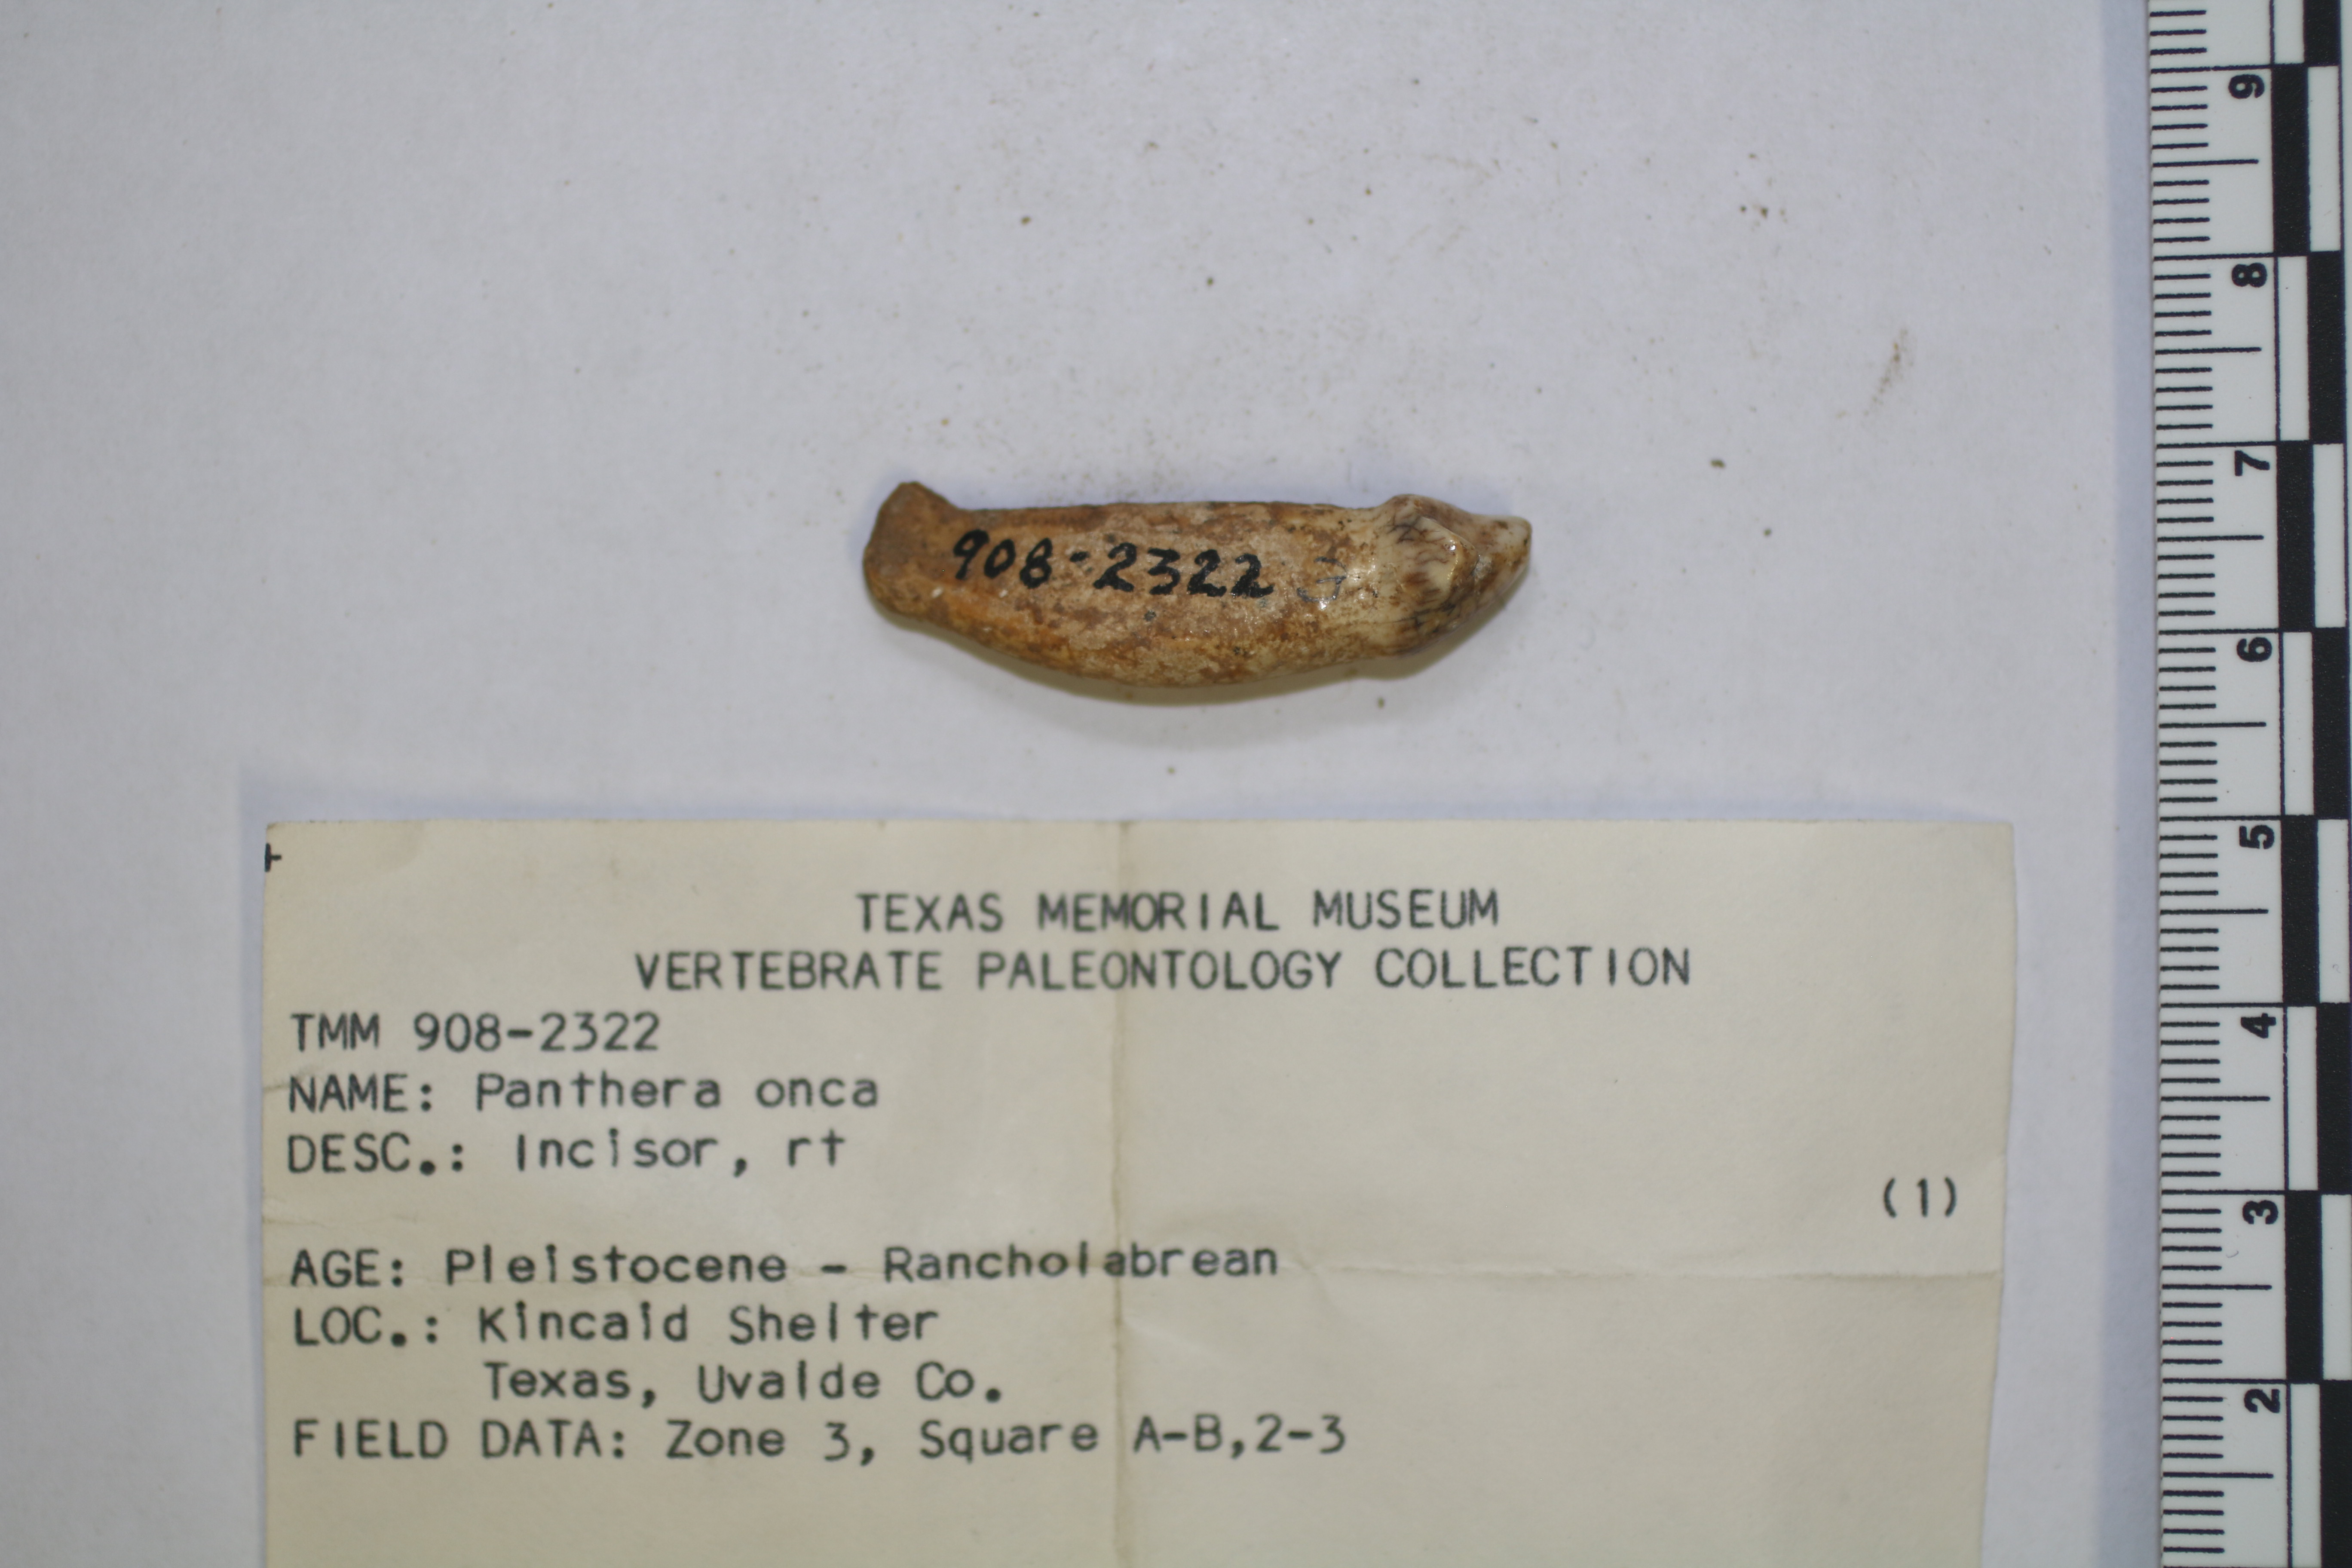 908-2322
TEXAS MEMORIAL MUSEUM
VERTEBRATE PALEONTOLOGY COLLECTION
TMM 908-2322
NAME: Panthera onca
DESC.: Incisor, rt
(1)
AGE: Pleistocene - Rancholabrean
LOC.: Kincaid Shelter
Texas, Uvalde Co.
FIELD DATA: Zone 3, Square A-B,2-3
9
8
7
6
5
4
3
2